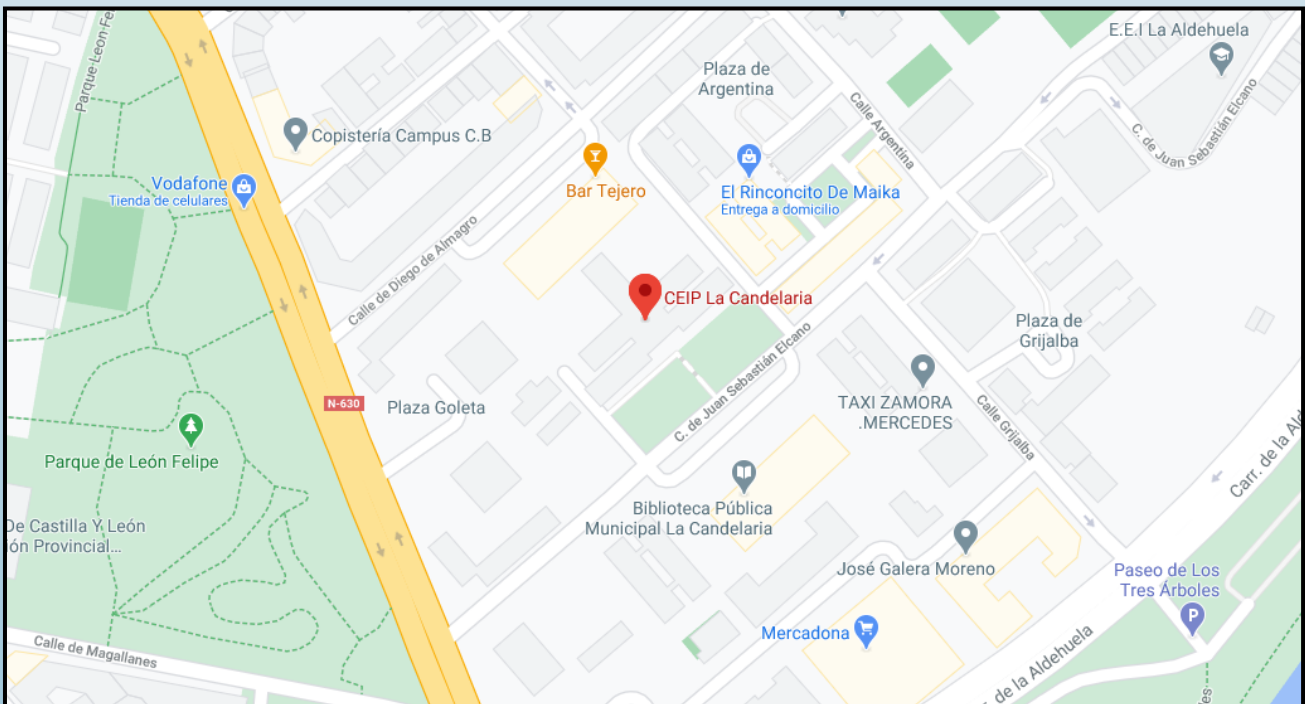 Parque León Fe
E.E.I La Aldehuela
Plaza de
Argentina
Calle Argentina
C. de Juan Sebastián Elcano
Copistería Campus C.B
Vodafone
Tienda de celulares
Bar Tejero
El Rinconcito De Maika
Entrega a domicilio
Calle de Diego de Almagro
CEIP La Candelaria
Plaza de
Grijalba
C. de Juan Sebastián Elcano
N-630
Plaza Goleta
TAXI ZAMORA
.MERCEDES
Calle Grijalba
Carr. de la Ald
Parque de León Felipe
Biblioteca Pública
Municipal La Candelaria
De Castilla Y León
ión Provincial...
José Galera Moreno
Paseo de Los
Tres Árboles
P
Mercadona
Calle de Magallanes
r. de la Aldehuela